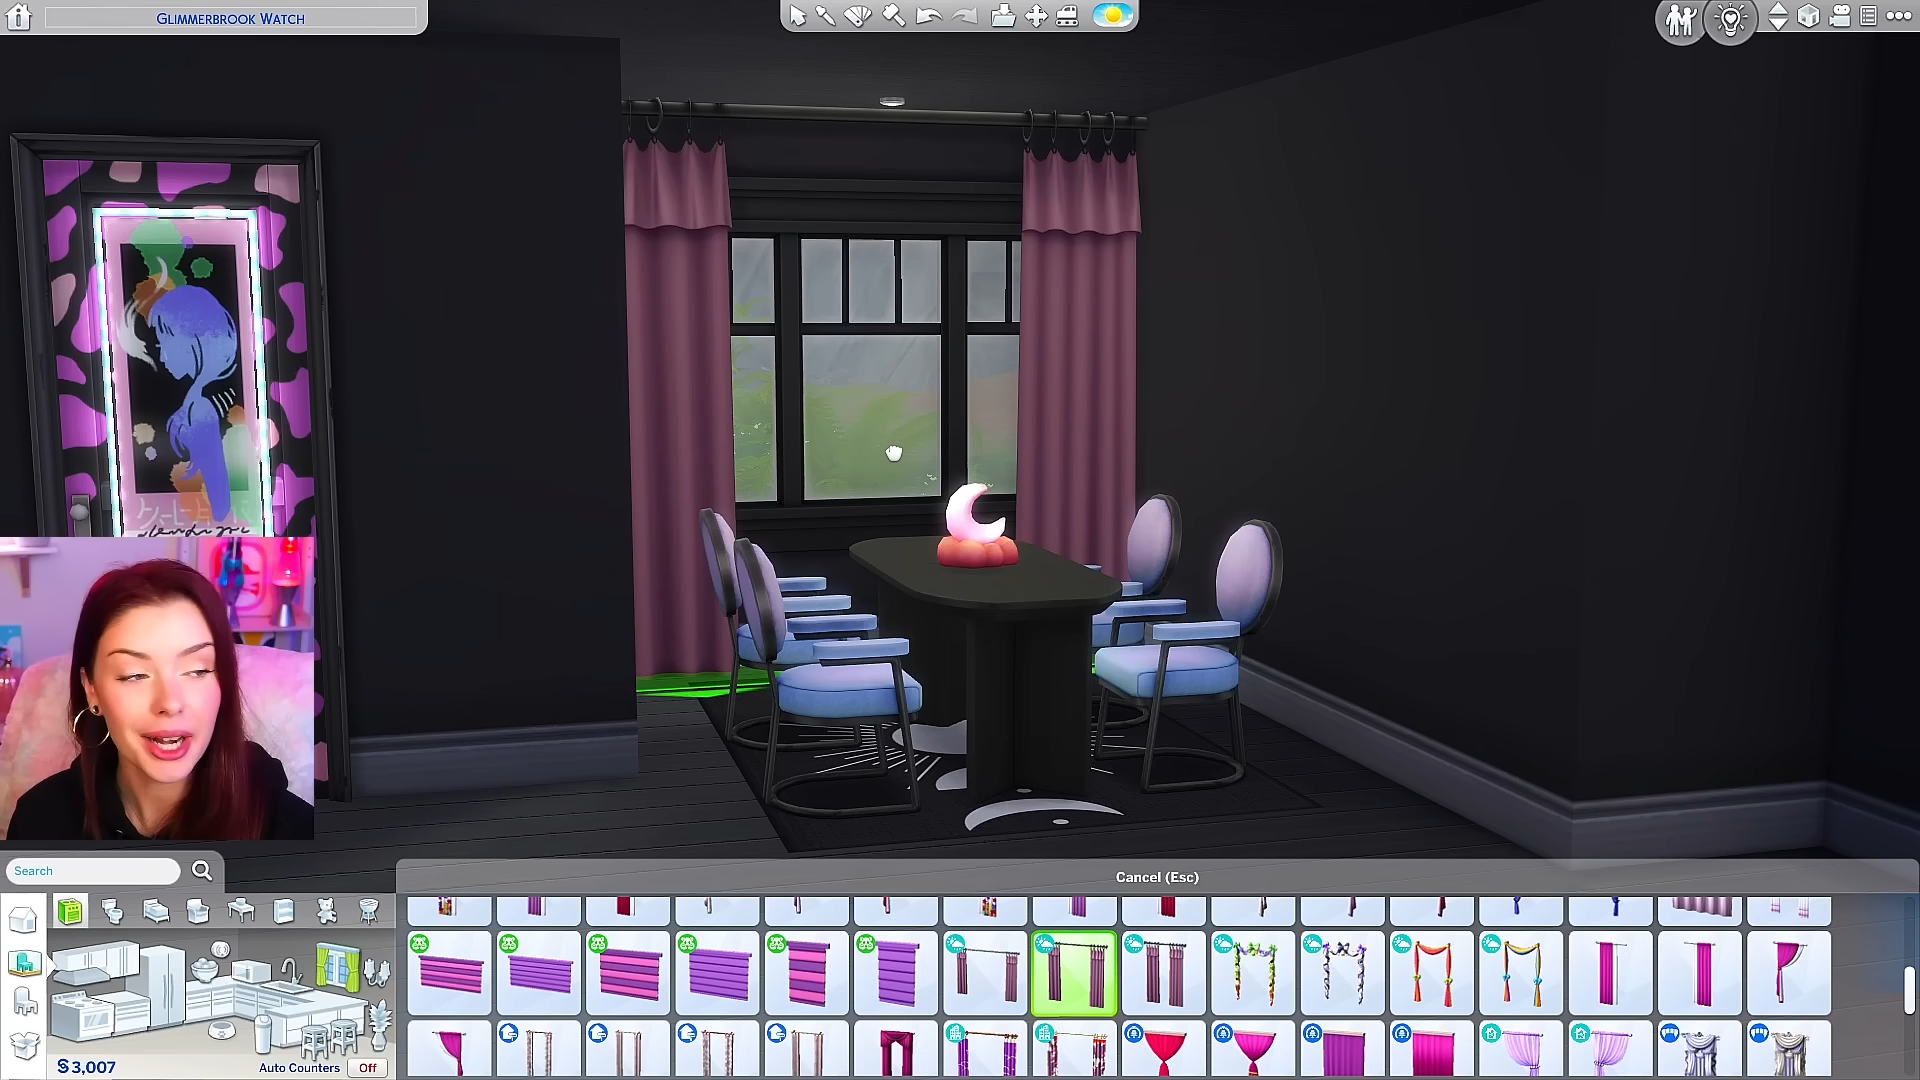 Glimmerbrook Watch
Search
Cancel (Esc)
§3,007
Auto Counters
Off